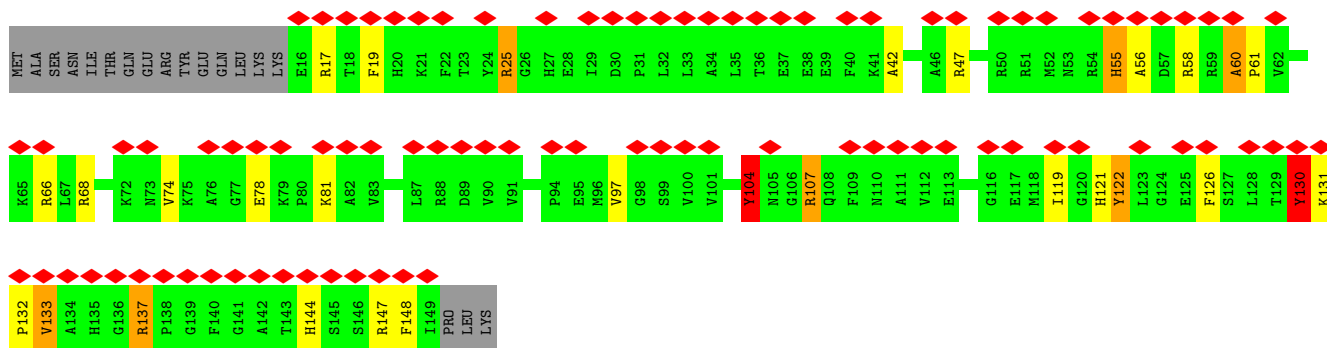 MET ALA SER ASN ILE THR GLN GLU ARG TYR GLU GLN LEU LYS LYS E16 R17 T18 F19 H20 K21 F22 T23 Y24 R25 G26 H27 E28 I29 D30 P31 L32 L33 A34 L35 T36 E37 E38 E39 F40 K41 A42 A46 R47 R50 R51 M52 N53 R54 H55 A56 D57 R58 R59 A60 P61 V62
K65 R66 L67 R68 K72 N73 V74 K75 A76 G77 E78 K79 P80 K81 A82 V83 L87 R88 D89 V90 V91 P94 E95 M96 V97 G98 S99 V100 V101 Y104 N105 G106 R107 Q108 F109 N110 A111 V112 E113 G116 E117 M118 I119 G120 H121 Y122 L123 G124 E125 F126 S127 L128 T129 Y130 K131
P132 V133 A134 H135 G136 R137 P138 G139 F140 G141 A142 T143 H144 S145 S146 R147 F148 I149 PRO LEU LYS